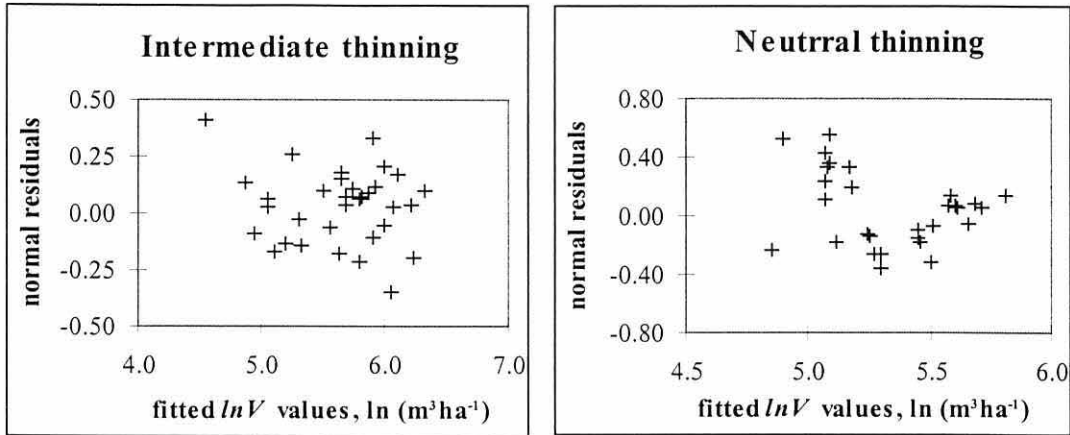 Intermediate thinning
0.50
0.25
0.00
-0.25
-0.50
normal residuals
4.0 5.0 6.0 7.0
fitted lnV values, ln (m³ha⁻¹)
Neutrral thinning
0.80
0.40
0.00
-0.40
-0.80
normal residuals
4.5 5.0 5.5 6.0
fitted lnV values, ln (m³ha⁻¹)